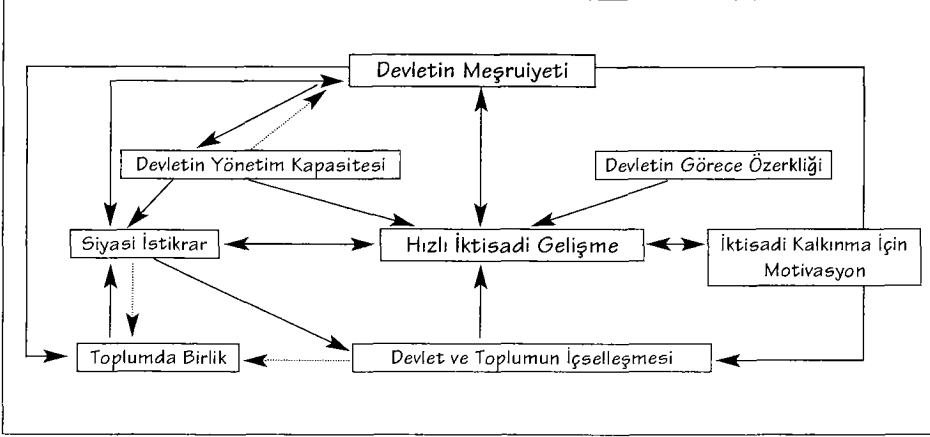 Devletin Meşruiyeti
Devletin Yönetim Kapasitesi
Devletin Görece Özerkliği
Siyasi İstikrar
Hızlı İktisadi Gelişme
İktisadi Kalkınma İçin
Motivasyon
Toplumda Birlik
Devlet ve Toplumun İçselleşmesi